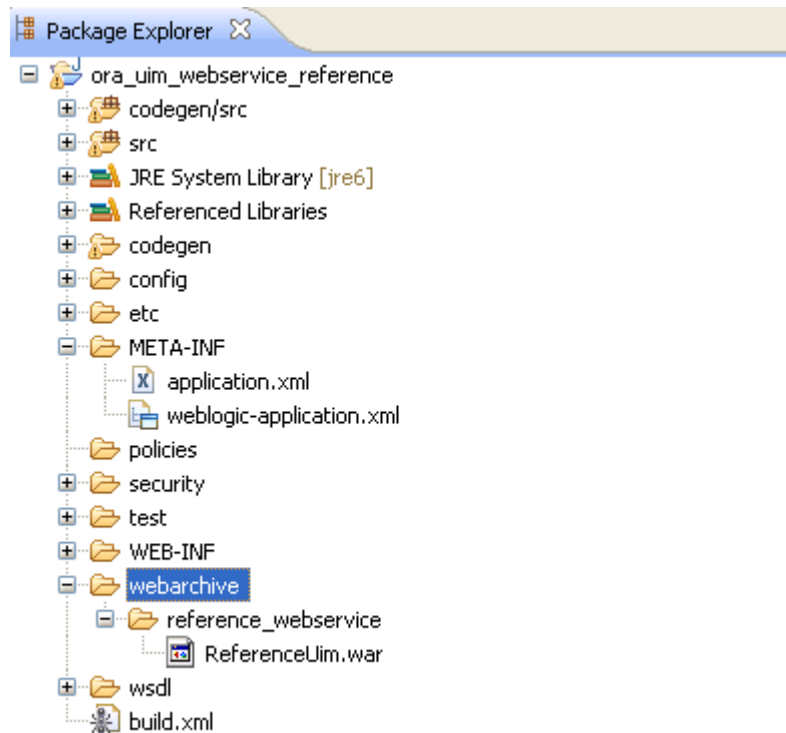 Package Explorer
ora_uim_webservice_reference
codegen/src
src
JRE System Library [jre6]
Referenced Libraries
codegen
config
etc
META-INF
application.xml
weblogic-application.xml
policies
security
test
WEB-INF
webarchive
reference_webservice
ReferenceUim.war
wsdl
build.xml